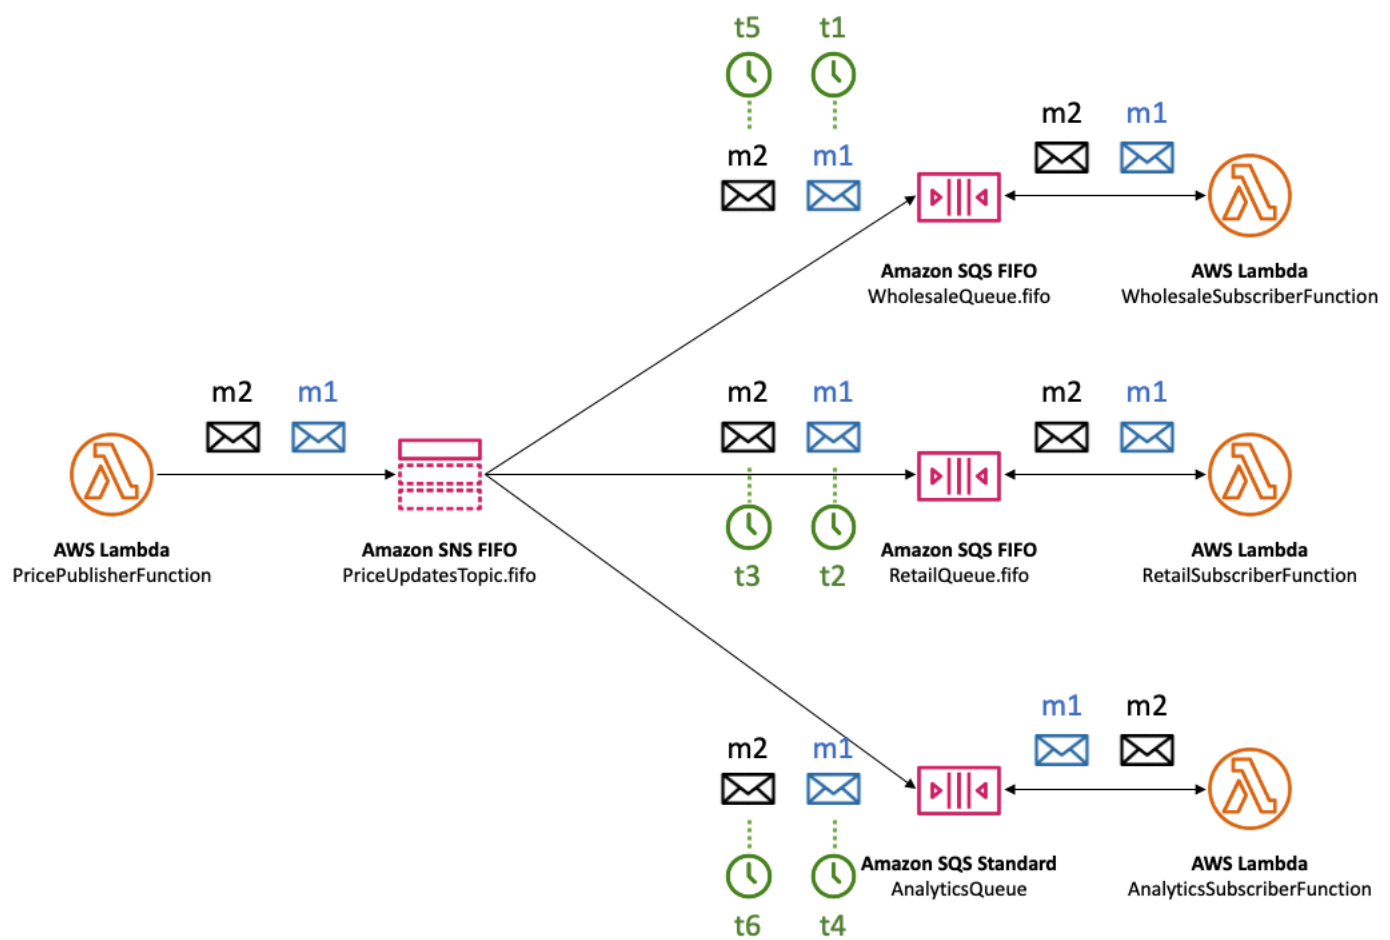 t5 t1
m2 m1
m2 m1
Amazon SQS FIFO
WholesaleQueue.fifo
AWS Lambda
WholesaleSubscriberFunction
m2 m1
m2 m1
m2 m1
AWS Lambda
PricePublisherFunction
Amazon SNS FIFO
PriceUpdatesTopic.fifo
t3 t2
Amazon SQS FIFO
RetailQueue.fifo
AWS Lambda
RetailSubscriberFunction
m1 m2
m2 m1
Amazon SQS Standard
AnalyticsQueue
AWS Lambda
AnalyticsSubscriberFunction
t6 t4